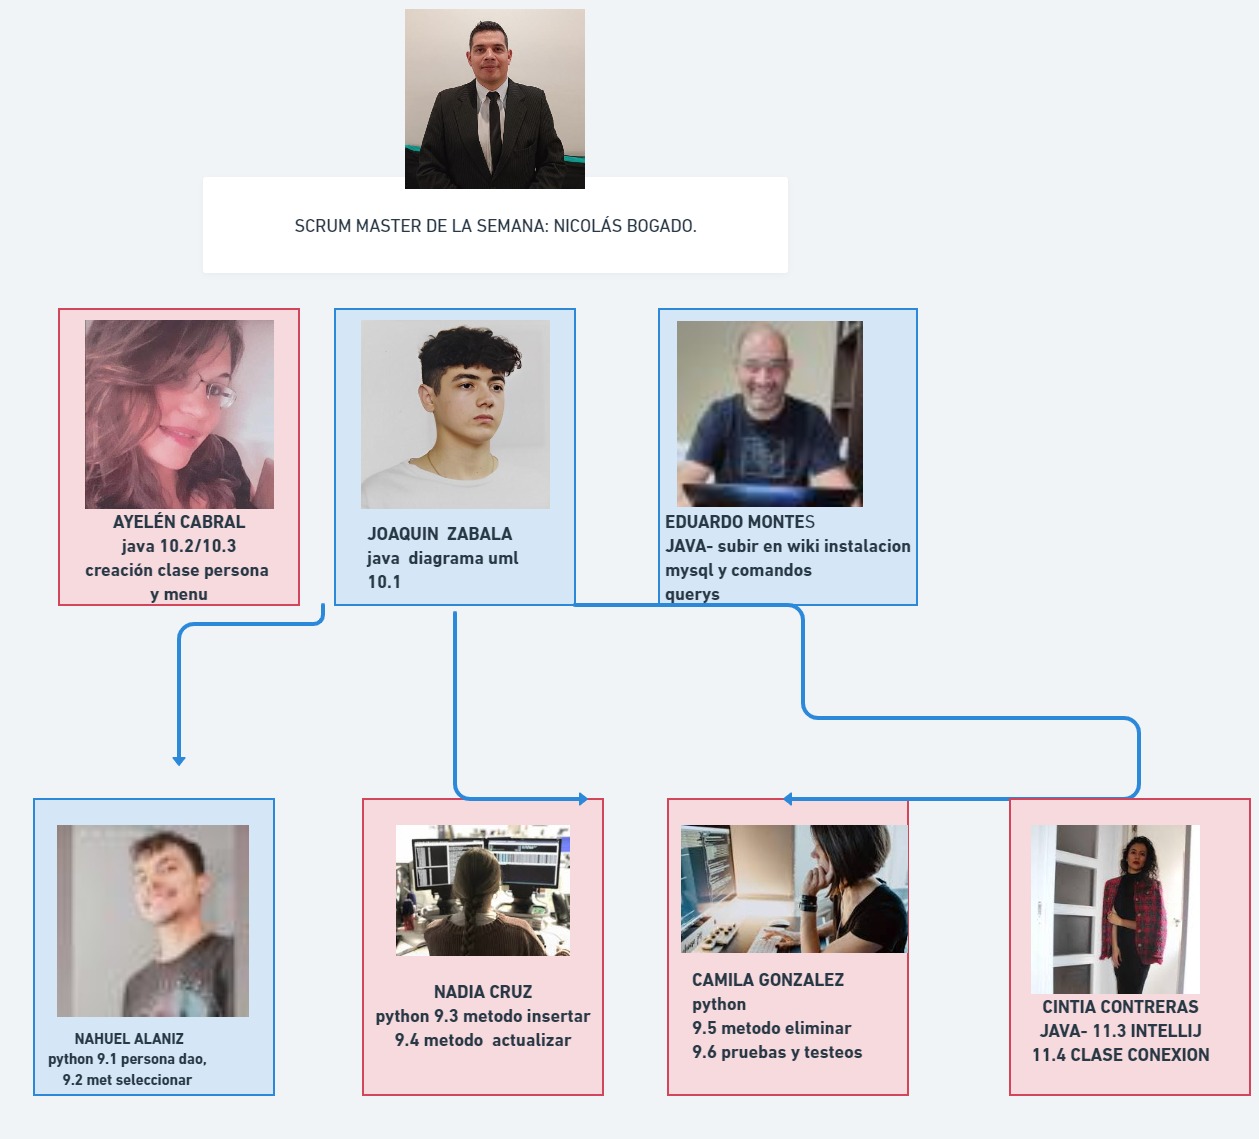 SCRUM MASTER DE LA SEMANA: NICOLÁS BOGADO.
AYELÉN CABRAL
java 10.2/10.3
creación clase persona
y menu
JOAQUIN  ZABALA
java  diagrama uml
10.1
EDUARDO MONTES
JAVA- subir en wiki instalacion
mysql y comandos
querys
NAHUEL ALANIZ
python 9.1 persona dao,
9.2 met seleccionar
NADIA CRUZ
python 9.3 metodo insertar
9.4 metodo  actualizar
CAMILA GONZALEZ
python
9.5 metodo eliminar
9.6 pruebas y testeos
CINTIA CONTRERAS
JAVA- 11.3 INTELLIJ
11.4 CLASE CONEXION